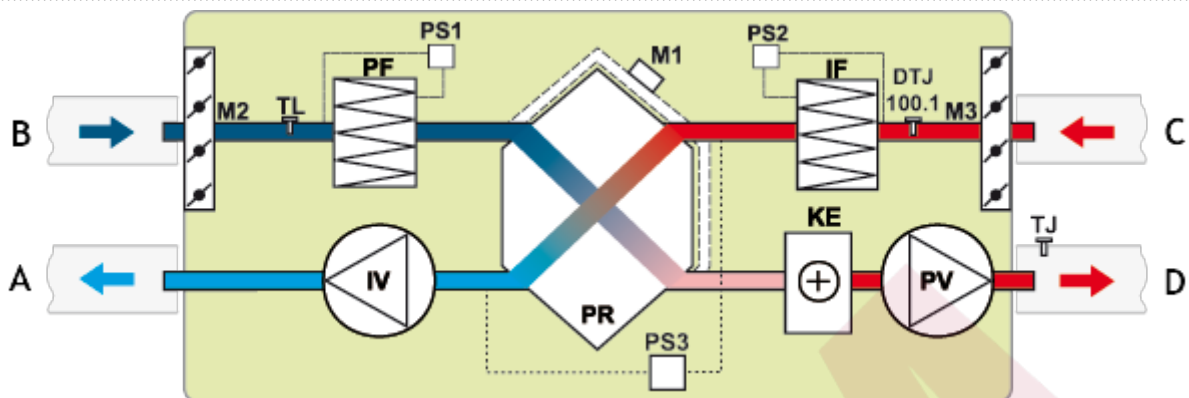 PS1
PS2
PF
M1
IF
DTJ
100.1
B
M2
TL
M3
C
KE
TJ
A
IV
PR
PV
D
PS3